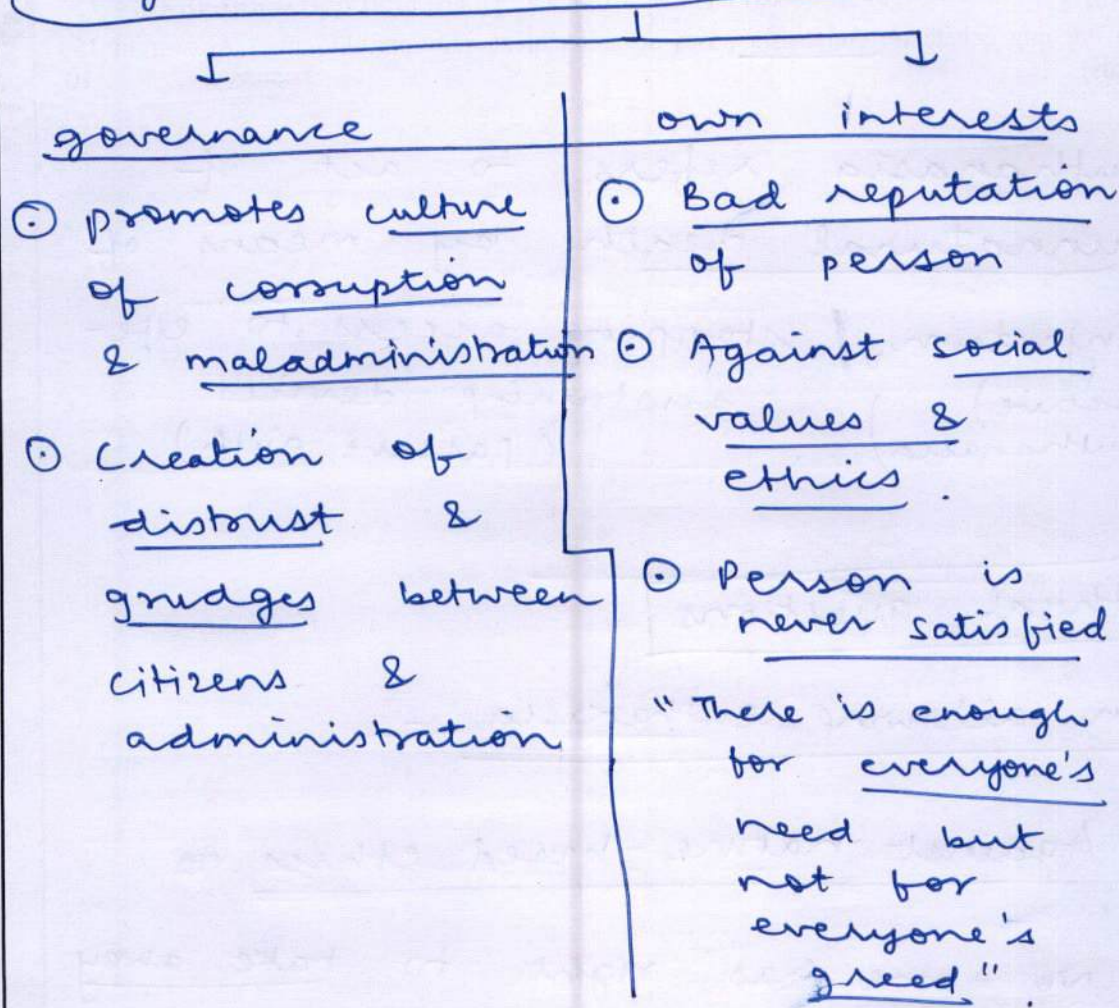 governance
⊙ promotes culture
of corruption
& maladministration
⊙ Creation of
distrust &
grudges between
citizens &
administration
own interests
⊙ Bad reputation
of person
⊙ Against social
values &
ethics.
⊙ Person is
never satisfied
"There is enough
for everyone's
need but
not for
everyone's
greed"